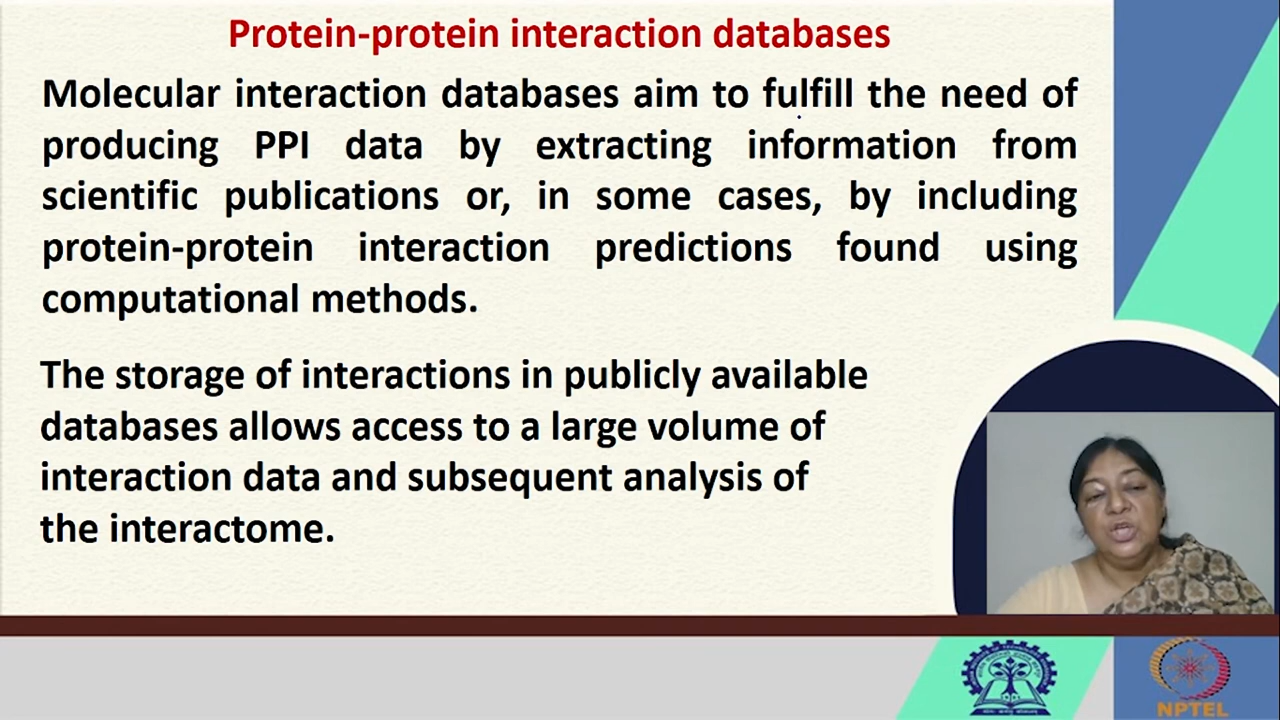 Protein-protein interaction databases
Molecular interaction databases aim to fulfill the need of
producing PPI data by extracting information from
scientific publications or, in some cases, by including
protein-protein interaction predictions found using
computational methods.
The storage of interactions in publicly available
databases allows access to a large volume of
interaction data and subsequent analysis of
the interactome.
NPTEL